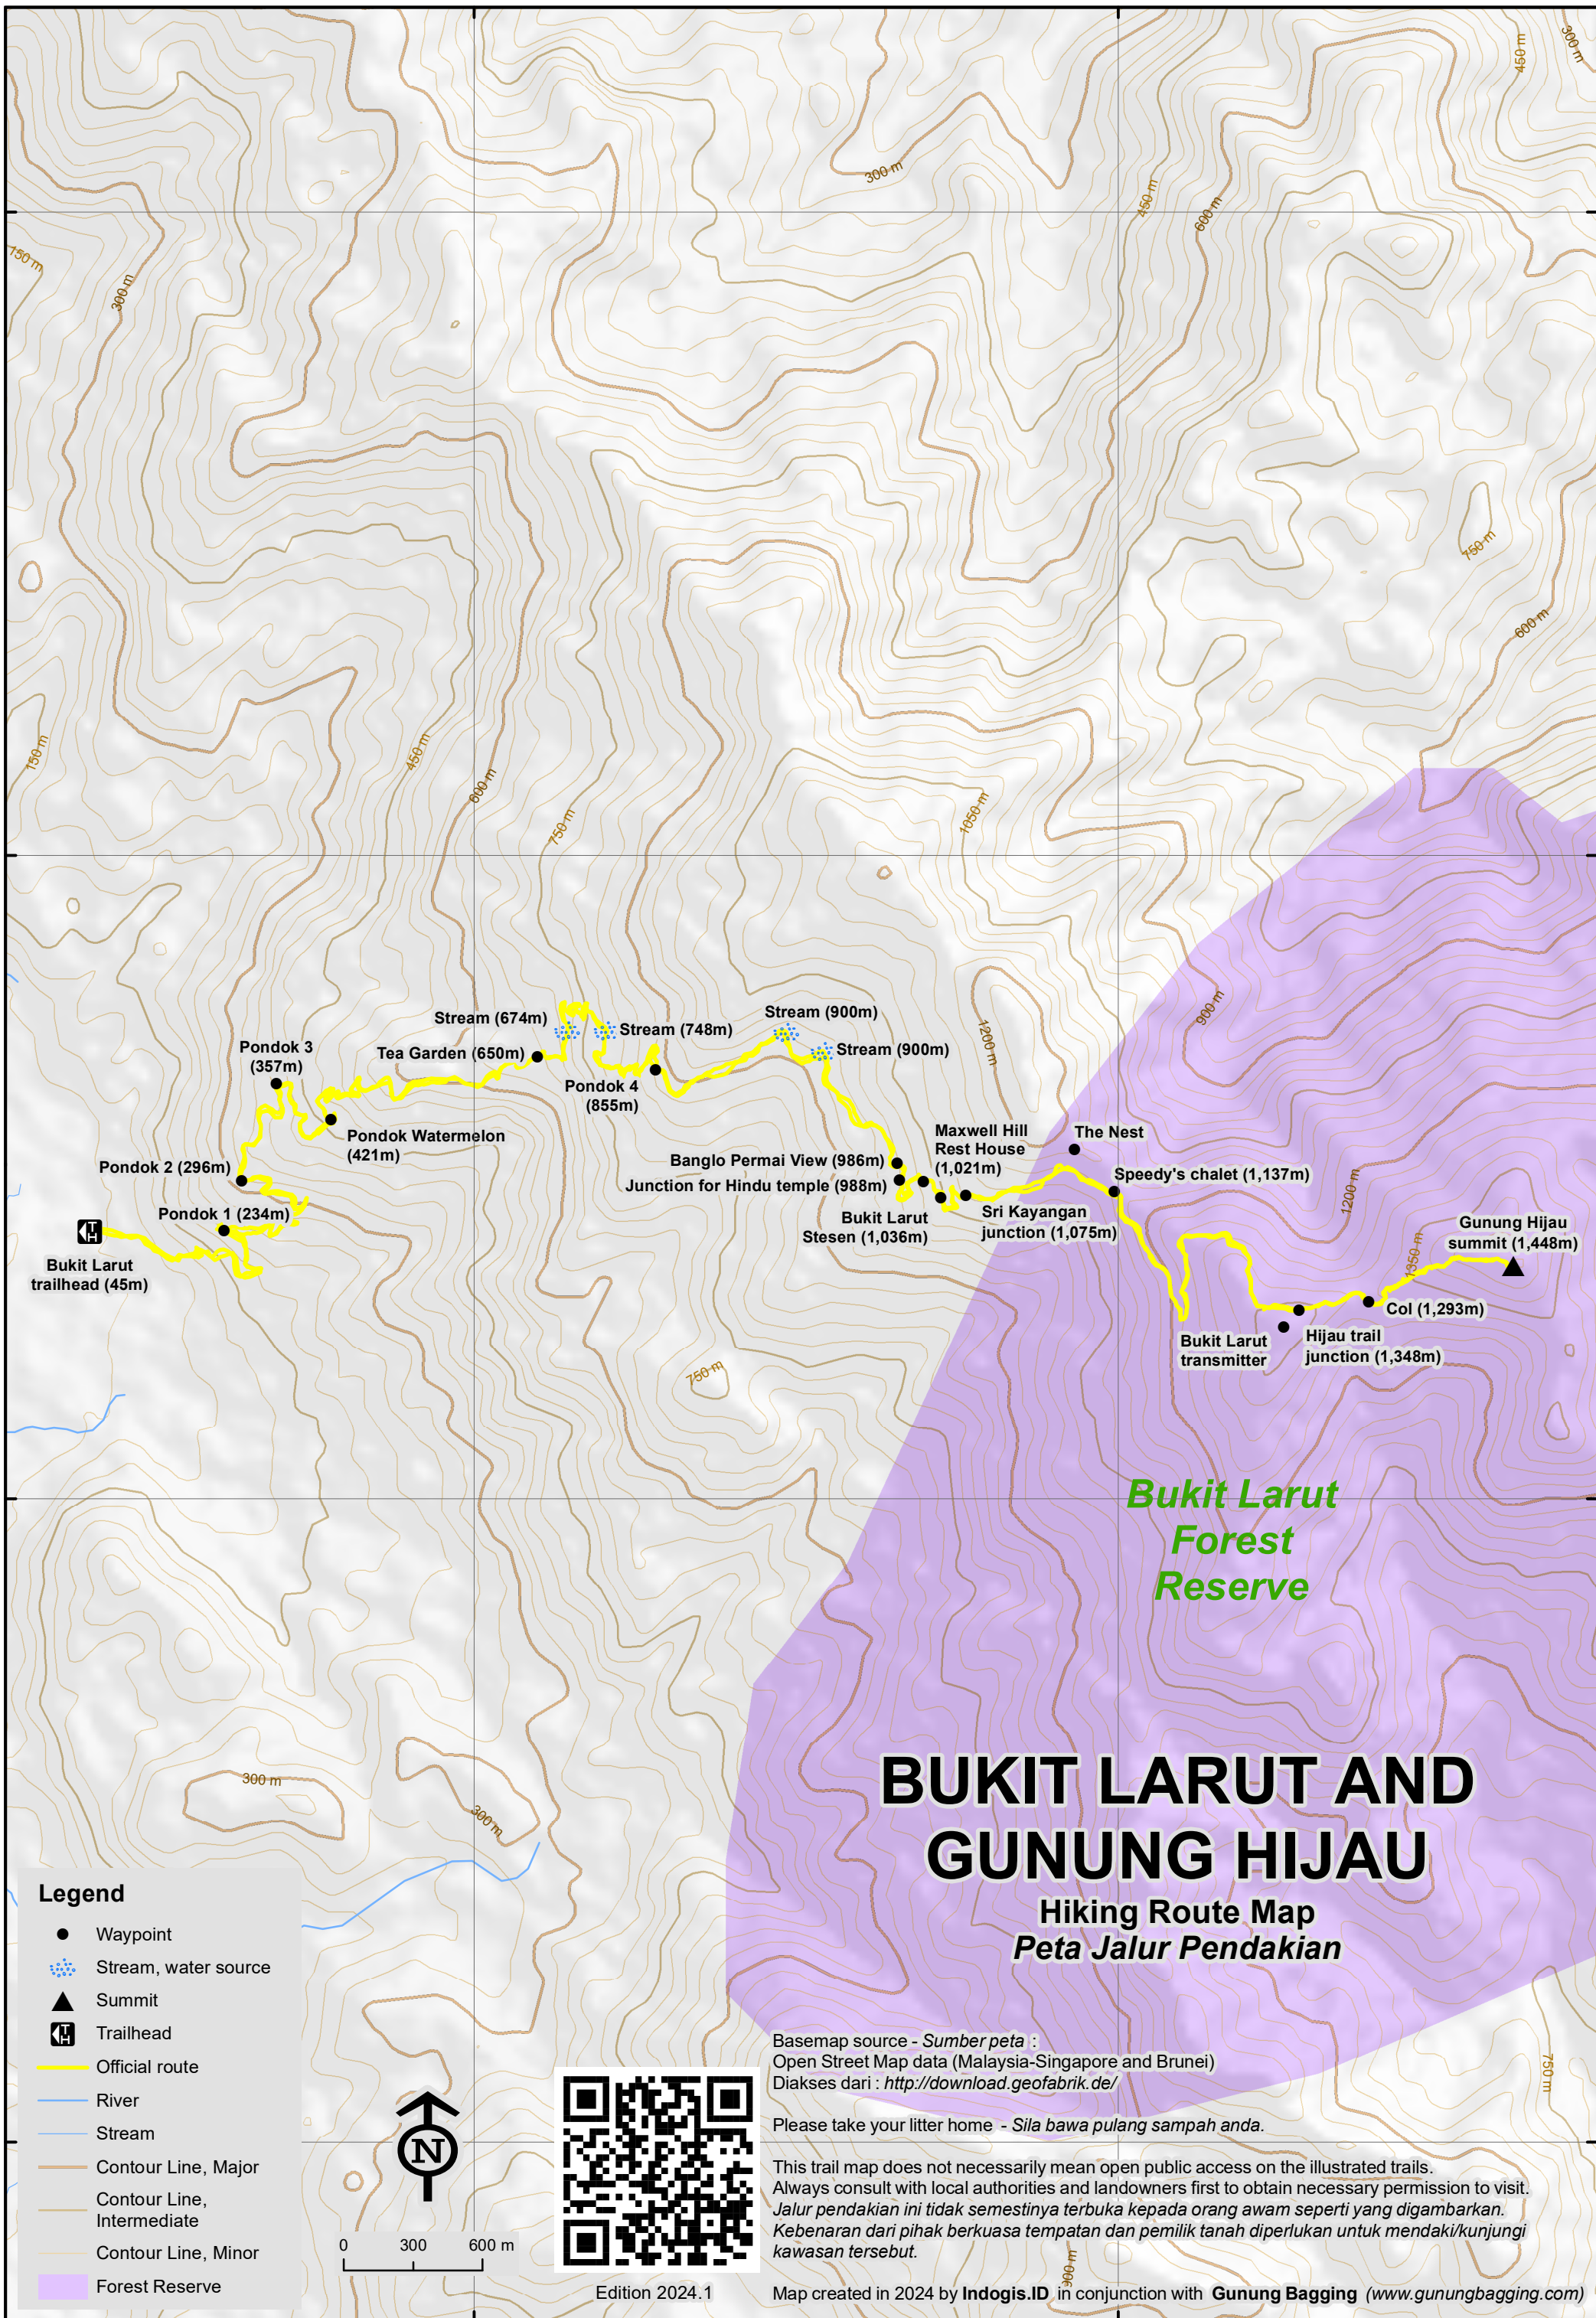 450 m
300 m
300 m
450 m
600 m
150 m
300 m
750 m
600 m
150 m
450 m
600 m
750 m
1050 m
900 m
1200 m
Stream (674m)
Stream (748m)
Stream (900m)
Stream (900m)
Tea Garden (650m)
Pondok 3
(357m)
Pondok 4
(855m)
Pondok Watermelon
(421m)
Maxwell Hill
Rest House
(1,021m)
The Nest
Pondok 2 (296m)
Banglo Permai View (986m)
Speedy's chalet (1,137m)
Junction for Hindu temple (988m)
1200 m
Pondok 1 (234m)
Bukit Larut
Stesen (1,036m)
Sri Kayangan
junction (1,075m)
Gunung Hijau
summit (1,448m)
1350 m
TH
Bukit Larut
trailhead (45m)
Col (1,293m)
Bukit Larut
transmitter
Hijau trail
junction (1,348m)
750 m
Bukit Larut
Forest
Reserve
300 m
300 m
BUKIT LARUT AND
GUNUNG HIJAU
Hiking Route Map
Peta Jalur Pendakian
Legend
Waypoint
Stream, water source
Summit
TH
Trailhead
Official route
River
Stream
Contour Line, Major
Contour Line,
Intermediate
Contour Line, Minor
Forest Reserve
N
0 300 600 m
Edition 2024.1
750 m
Basemap source - Sumber peta :
Open Street Map data (Malaysia-Singapore and Brunei)
Diakses dari : http://download.geofabrik.de/
Please take your litter home - Sila bawa pulang sampah anda.
This trail map does not necessarily mean open public access on the illustrated trails.
Always consult with local authorities and landowners first to obtain necessary permission to visit.
Jalur pendakian ini tidak semestinya terbuka kepada orang awam seperti yang digambarkan.
Kebenaran dari pihak berkuasa tempatan dan pemilik tanah diperlukan untuk mendaki/kunjungi
kawasan tersebut.
Map created in 2024 by Indogis.ID in conjunction with Gunung Bagging (www.gunungbagging.com)